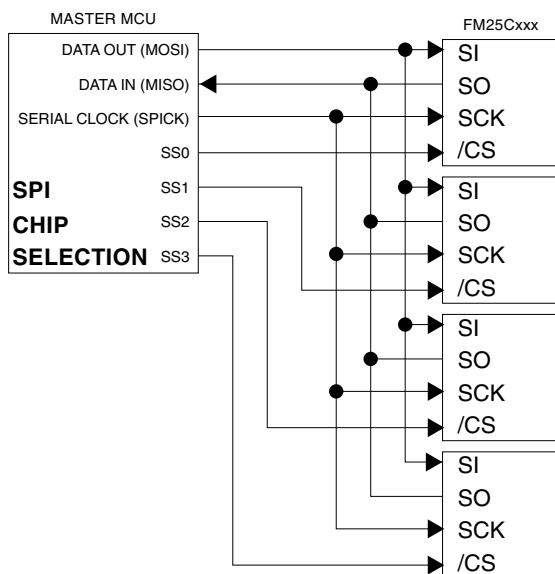 MASTER MCU
DATA OUT (MOSI)
DATA IN (MISO)
SERIAL CLOCK (SPICK)
SS0
SPI SS1
CHIP SS2
SELECTION SS3
FM25Cxxx
SI
SO
SCK
/CS
SI
SO
SCK
/CS
SI
SO
SCK
/CS
SI
SO
SCK
/CS